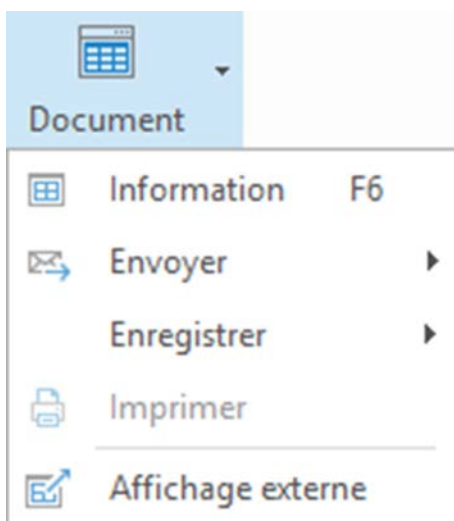 Document
Information F6
Envoyer
Enregistrer
Imprimer
Affichage externe